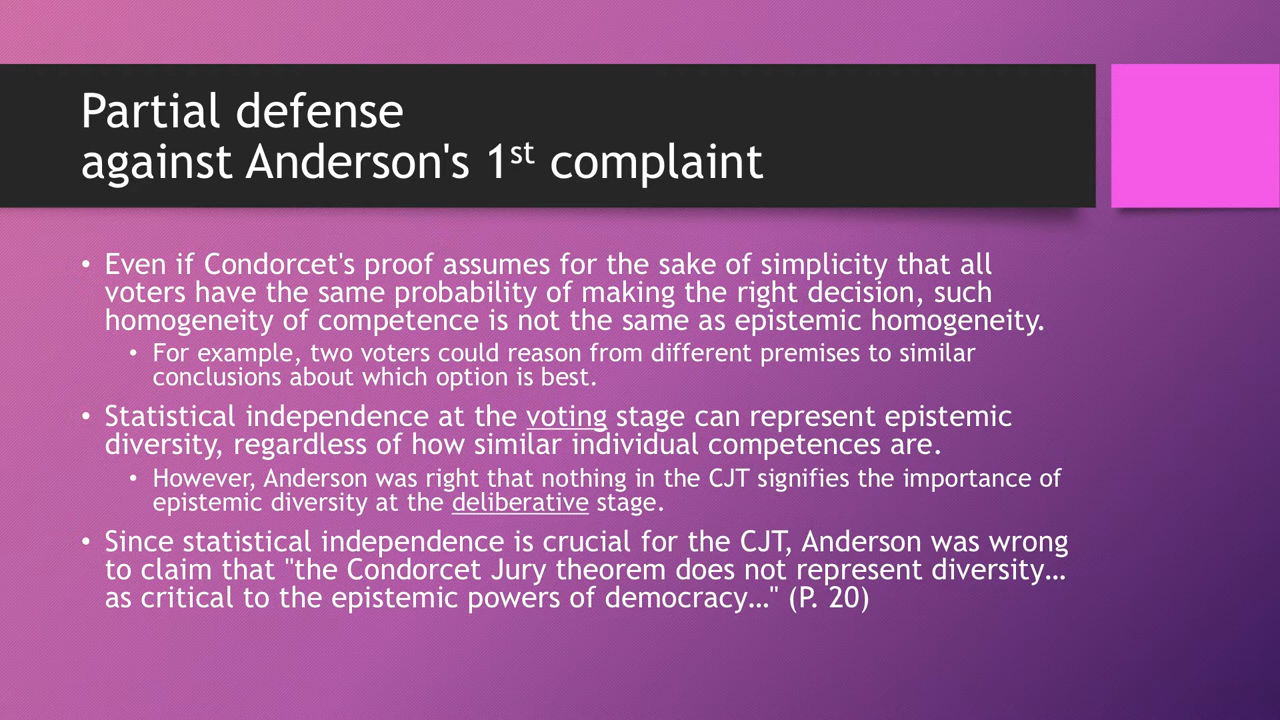 Partial defense
against Anderson's 1st complaint
• Even if Condorcet's proof assumes for the sake of simplicity that all
voters have the same probability of making the right decision, such
homogeneity of competence is not the same as epistemic homogeneity.
• For example, two voters could reason from different premises to similar
conclusions about which option is best.
• Statistical independence at the voting stage can represent epistemic
diversity, regardless of how similar individual competences are.
• However, Anderson was right that nothing in the CJT signifies the importance of
epistemic diversity at the deliberative stage.
• Since statistical independence is crucial for the CJT, Anderson was wrong
to claim that "the Condorcet Jury theorem does not represent diversity…
as critical to the epistemic powers of democracy…" (P. 20)